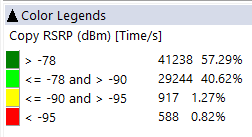 Color Legends
Copy RSRP (dBm) [Time/s]
> -78 41238 57.29%
<= -78 and > -90 29244 40.62%
<= -90 and > -95 917 1.27%
< -95 588 0.82%